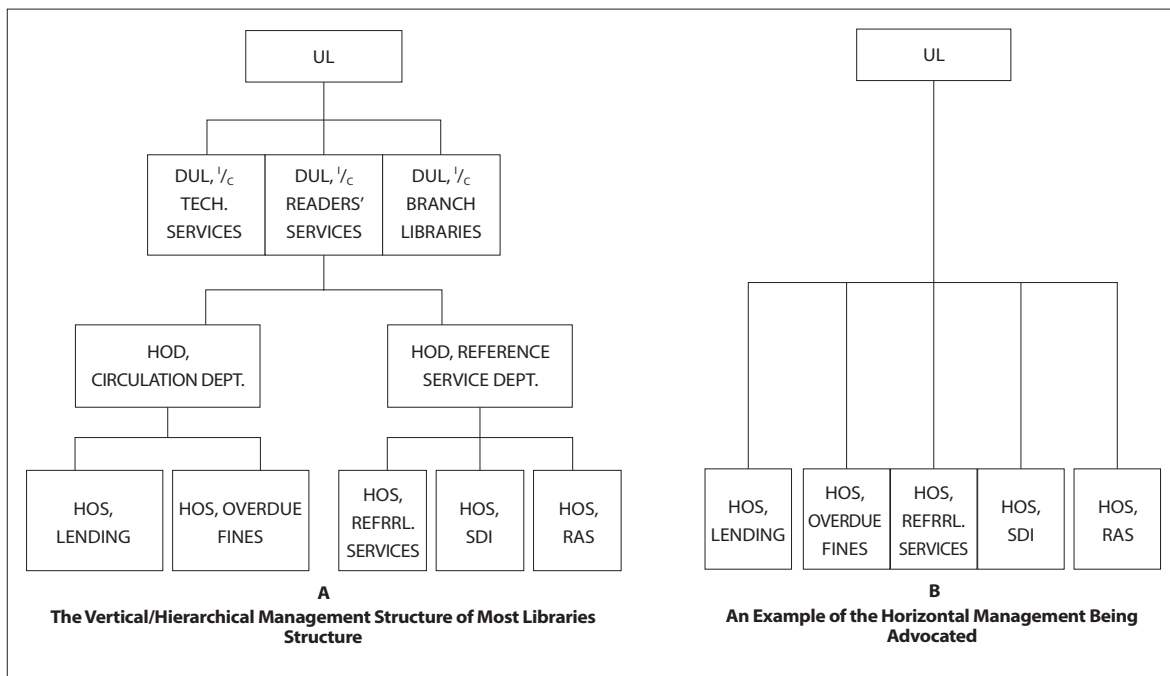 UL
DUL, I/C
TECH.
SERVICES
DUL, I/C
READERS’
SERVICES
DUL, I/C
BRANCH
LIBRARIES
HOD,
CIRCULATION DEPT.
HOD, REFERENCE
SERVICE DEPT.
HOS,
LENDING
HOS, OVERDUE
FINES
HOS,
REFRRL.
SERVICES
HOS,
SDI
HOS,
RAS
A
The Vertical/Hierarchical Management Structure of Most Libraries
Structure
UL
HOS,
LENDING
HOS,
OVERDUE
FINES
HOS,
REFRRL.
SERVICES
HOS,
SDI
HOS,
RAS
B
An Example of the Horizontal Management Being
Advocated